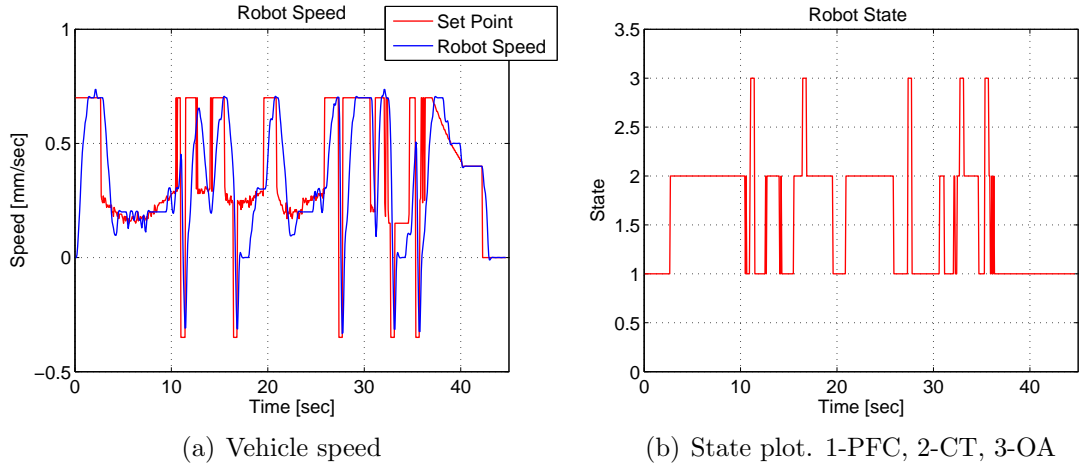 Robot Speed
Set Point
Robot Speed
1
0.5
0
−0.5
Speed [mm/sec]
0
10
20
30
40
Time [sec]
(a) Vehicle speed
Robot State
3.5
3
2.5
2
1.5
1
0.5
0
State
0
10
20
30
40
Time [sec]
(b) State plot. 1-PFC, 2-CT, 3-OA